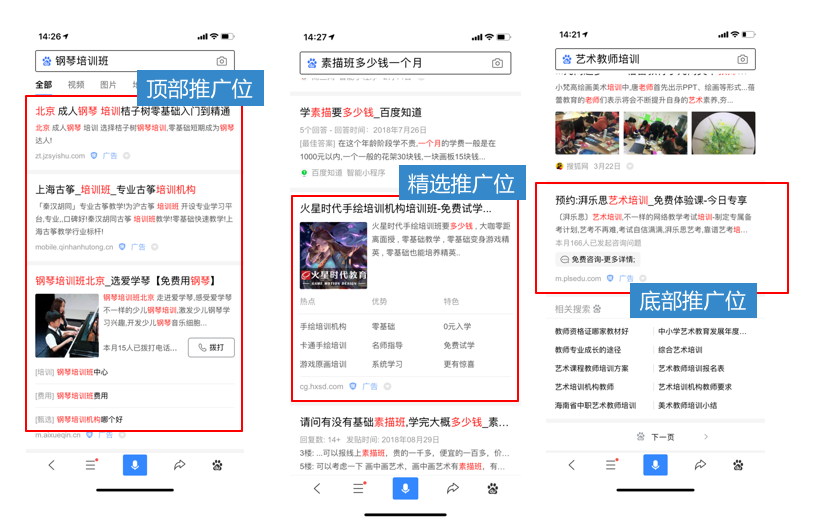 14:26
钢琴培训班
全部 视频 图片
顶部推广位
北京 成人钢琴 培训桔子树零基础入门到精通
北京 成人钢琴 培训 选择桔子树钢琴培训,零基础短期成为钢琴
达人!
zt.jzsyishu.com 广告
上海古筝_培训班_专业古筝培训机构
「秦汉胡同」专业古筝教学!为沪古筝 培训班 开设专业学习平
台,专业,,口碑好!秦汉胡同古筝 培训班教学!零基础快速教学!上
海古筝教学行业标杆!
mobile.qinhanhutong.cn 广告
钢琴培训班北京_选爱学琴【免费用钢琴】
钢琴培训班北京 走进爱学琴,感受爱学琴
不一样的少儿钢琴培训,激发少儿钢琴学
习兴趣,开发少儿钢琴音乐细胞...
本月15人已拨打电话... 拨打
[培训] 钢琴培训班中心
[费用] 钢琴培训班费用
[甄选] 钢琴培训机构哪个好
m.aixueqin.cn 广告
14:27
素描班多少钱一个月
学素描要多少钱_百度知道
5个回答 - 回答时间: 2018年7月26日
[最佳答案] 在这个年龄阶段学不贵,一个月的学费一般是在
1000元以内,一个一般的花菜30块钱,一块画板15块钱...
百度知道 智能小程序
精选推广位
火星时代手绘培训机构培训班-免费试学...
火星时代手绘培训班要多少钱，大咖零距
离面授，零基础教学，零基础变身游戏精
英，零基础也能培养精英..
火星时代教育
热点 优势 特色
手绘培训机构 零基础 0元入学
卡通手绘培训 名师指导 免费试学
游戏原画培训 系统学习 更有惊喜
cg.hxsd.com 广告
请问有没有基础素描班,学完大概多少钱_素...
回复数: 14+ 发贴时间: 2018年08月29日
3楼: ...可以报线上素描班，贵的一千多，便宜的一百多，价...
5楼: 可以考虑一下 画中画艺术，画中画艺术有素描班，有...
14:21
艺术教师培训
小梵高绘画美术培训中,唐老师首先出示PPT、绘画等形式...蓓
蕾教育的老师们表示将会不断提升自身的艺术素养,夯...
搜狐网 3月22日
预约:湃乐思艺术培训_免费体验课-今日专享
〔湃乐思〕艺术培训,不一样的网络教学考试培训-制定专属备
考计划,艺考不再难,考试自信满满,湃乐思艺考,靠谱艺考培...
本月166人已发起咨询问题
免费咨询-更多详情;
m.plsedu.com 广告
底部推广位
相关搜索
教师资格证哪家教材好 中小学艺术教育发展年度...
教师专业成长的途径 综合艺术培训
艺术课程教师培训方案 艺术教师培训报名表
艺术培训机构教师 艺术培训机构教师要求
海南省中职艺术教师培训 美术教师培训小结
下一页